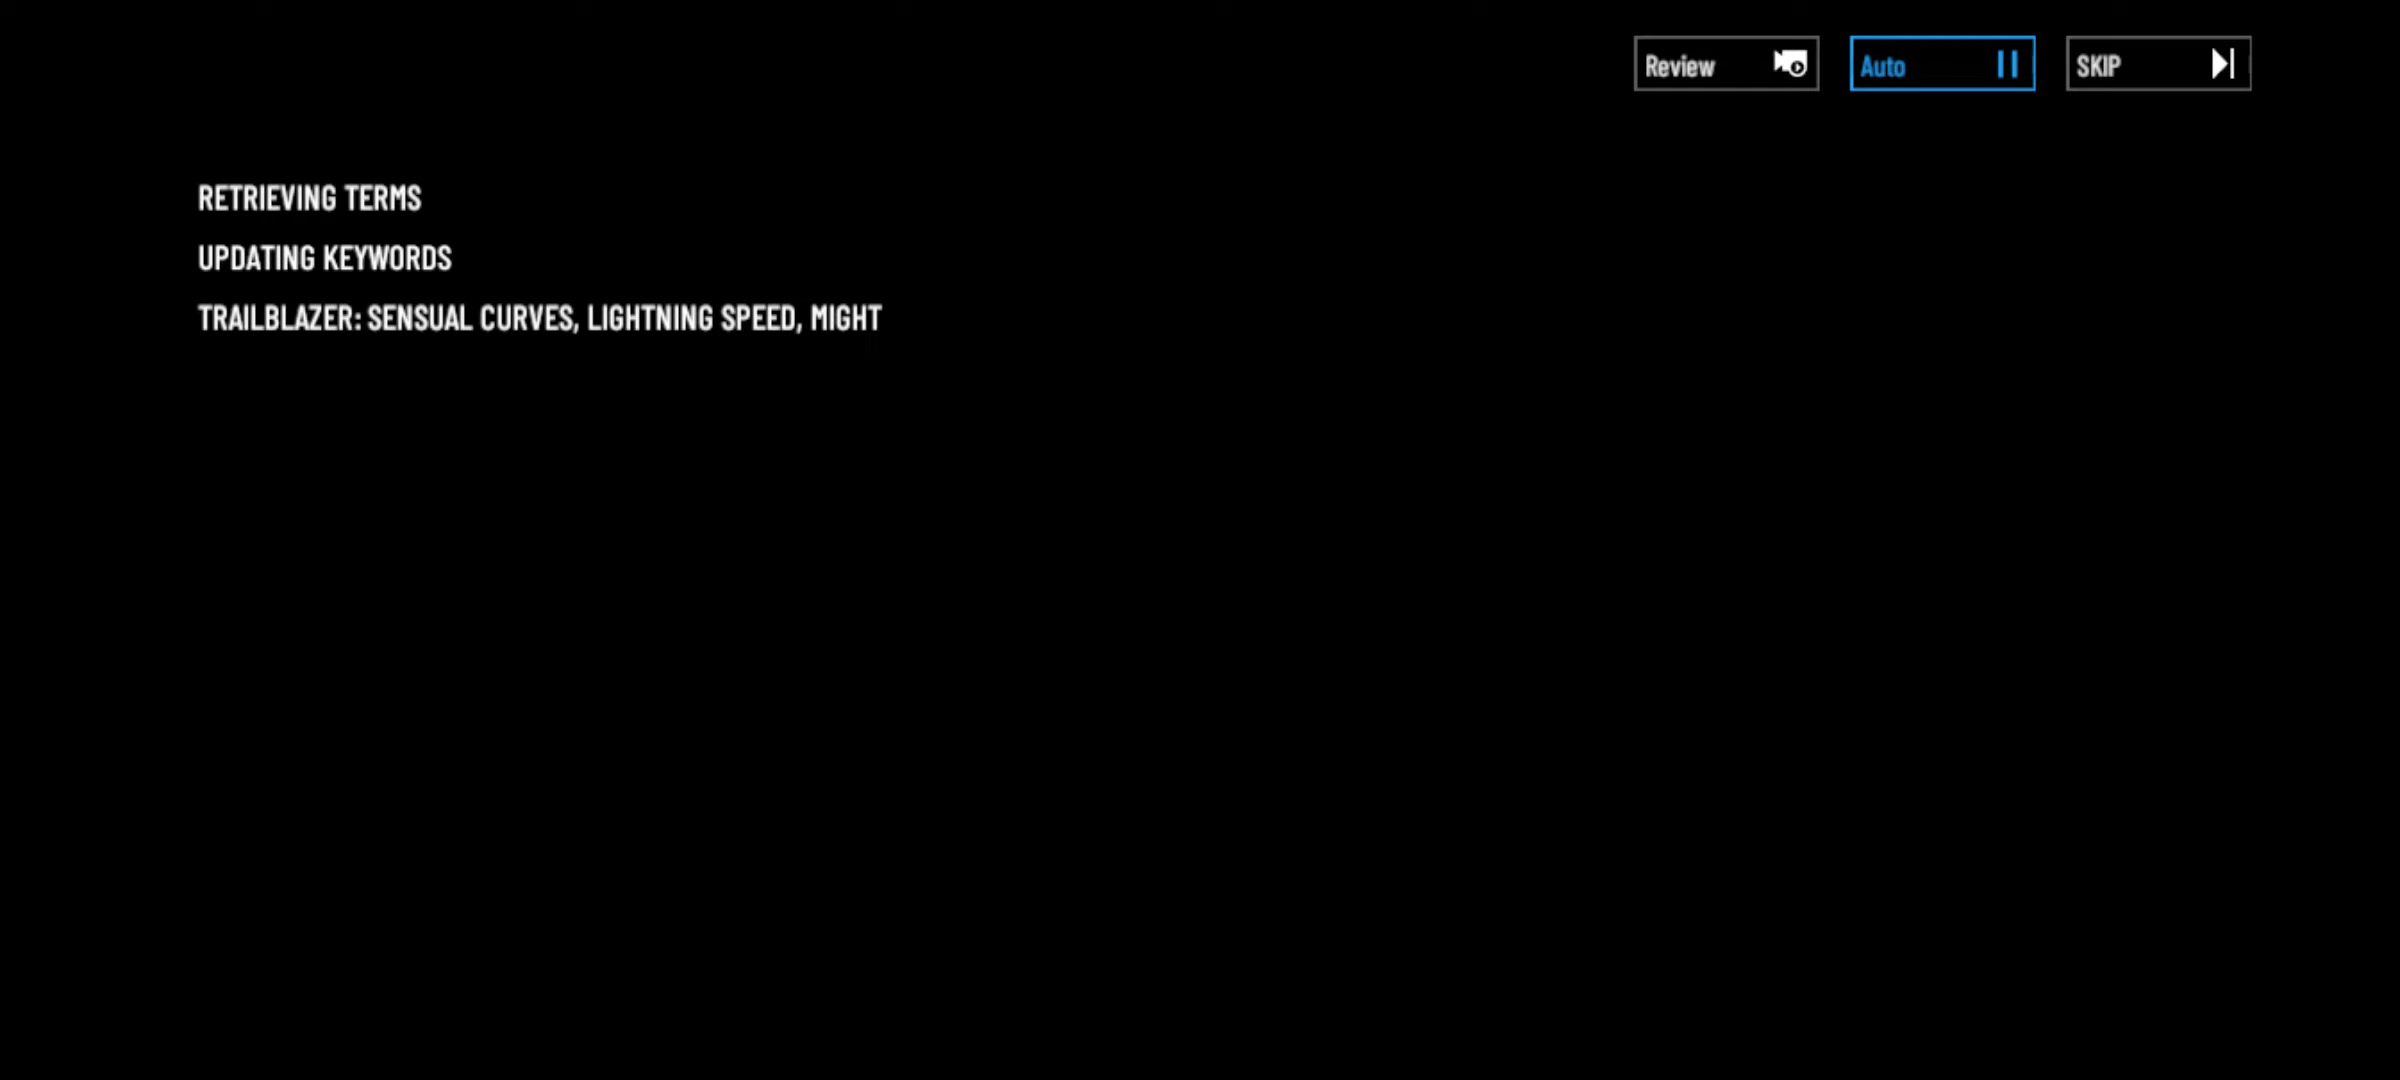 Review
Auto
SKIP
RETRIEVING TERMS
UPDATING KEYWORDS
TRAILBLAZER: SENSUAL CURVES, LIGHTNING SPEED, MIGHT